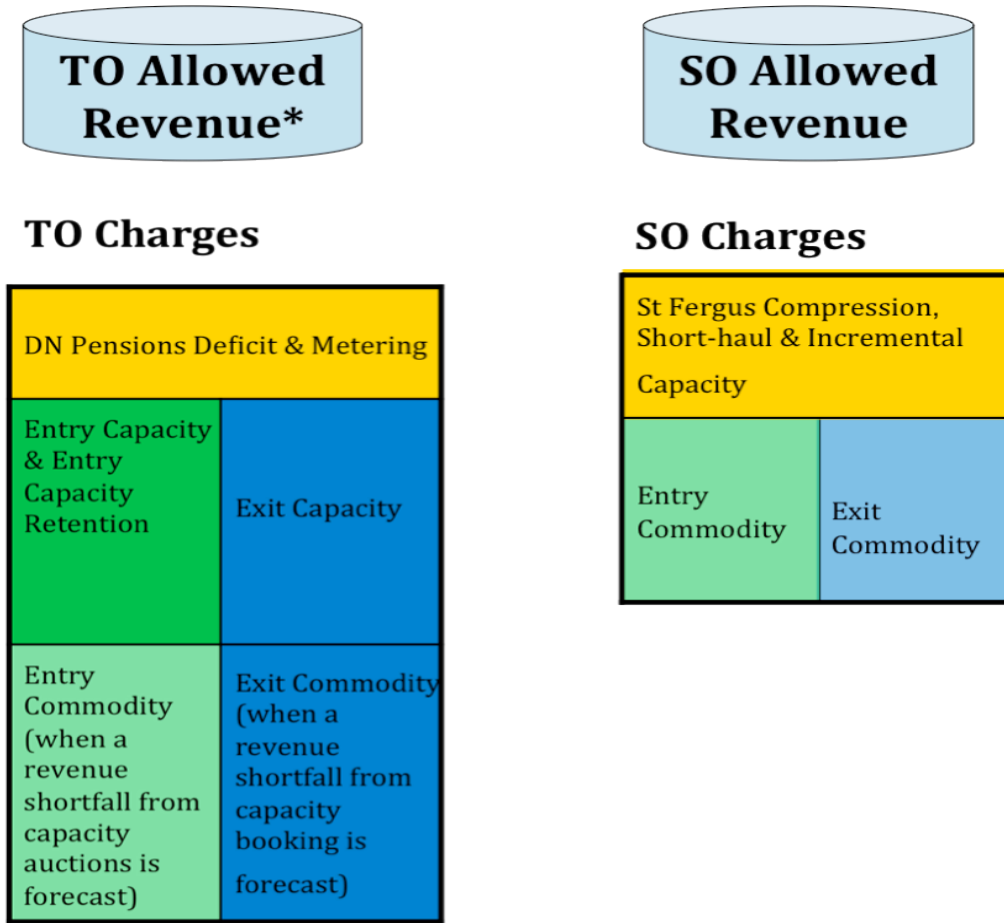 TO Allowed
Revenue*
SO Allowed
Revenue
TO Charges
DN Pensions Deficit & Metering
Entry Capacity
& Entry
Capacity
Retention
Exit Capacity
Entry
Commodity
(when a
revenue
shortfall from
capacity
auctions is
forecast)
Exit Commodity
(when a
revenue
shortfall from
capacity
booking is
forecast)
SO Charges
St Fergus Compression,
Short-haul & Incremental
Capacity
Entry
Commodity
Exit
Commodity